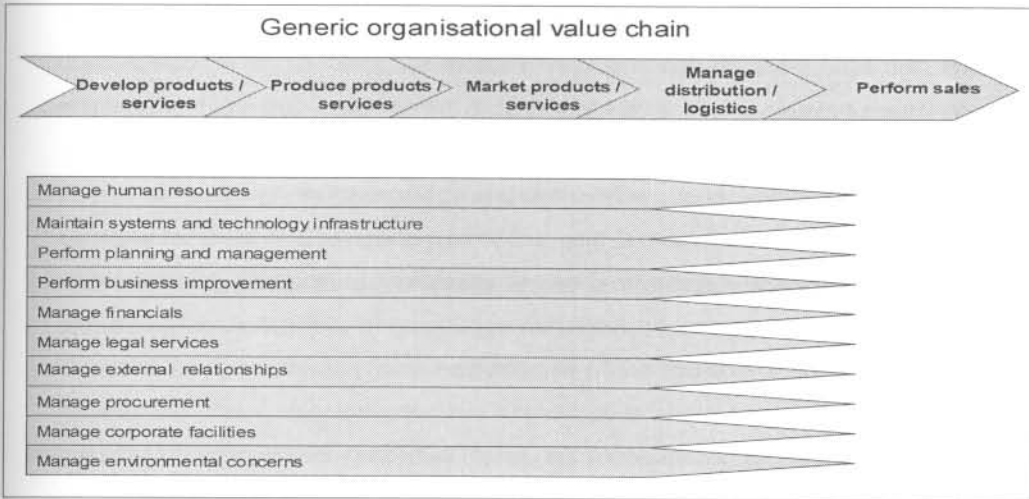 Generic organisational value chain
Develop products /
services
Produce products /
services
Market products /
services
Manage
distribution /
logistics
Perform sales
Manage human resources
Maintain systems and technology infrastructure
Perform planning and management
Perform business improvement
Manage financials
Manage legal services
Manage external relationships
Manage procurement
Manage corporate facilities
Manage environmental concerns